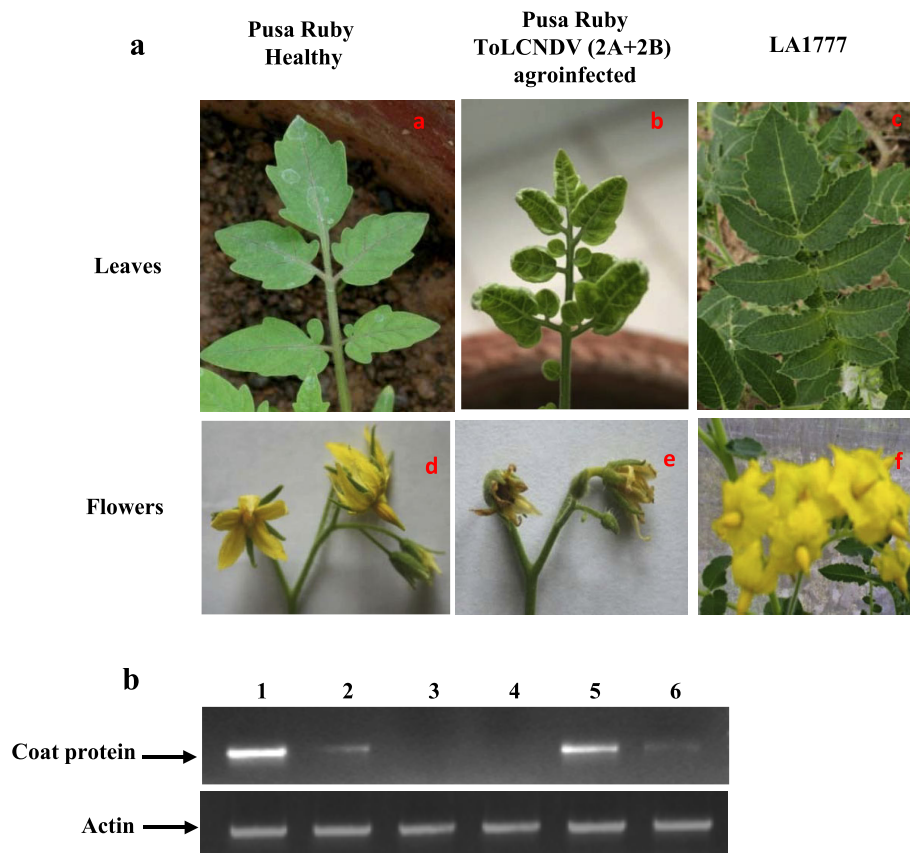 a
Pusa Ruby
Healthy
Pusa Ruby
ToLCNDV (2A+2B)
agroinfected
LA1777
Leaves
a
b
c
Flowers
d
e
f
b
1 2 3 4 5 6
Coat protein
Actin